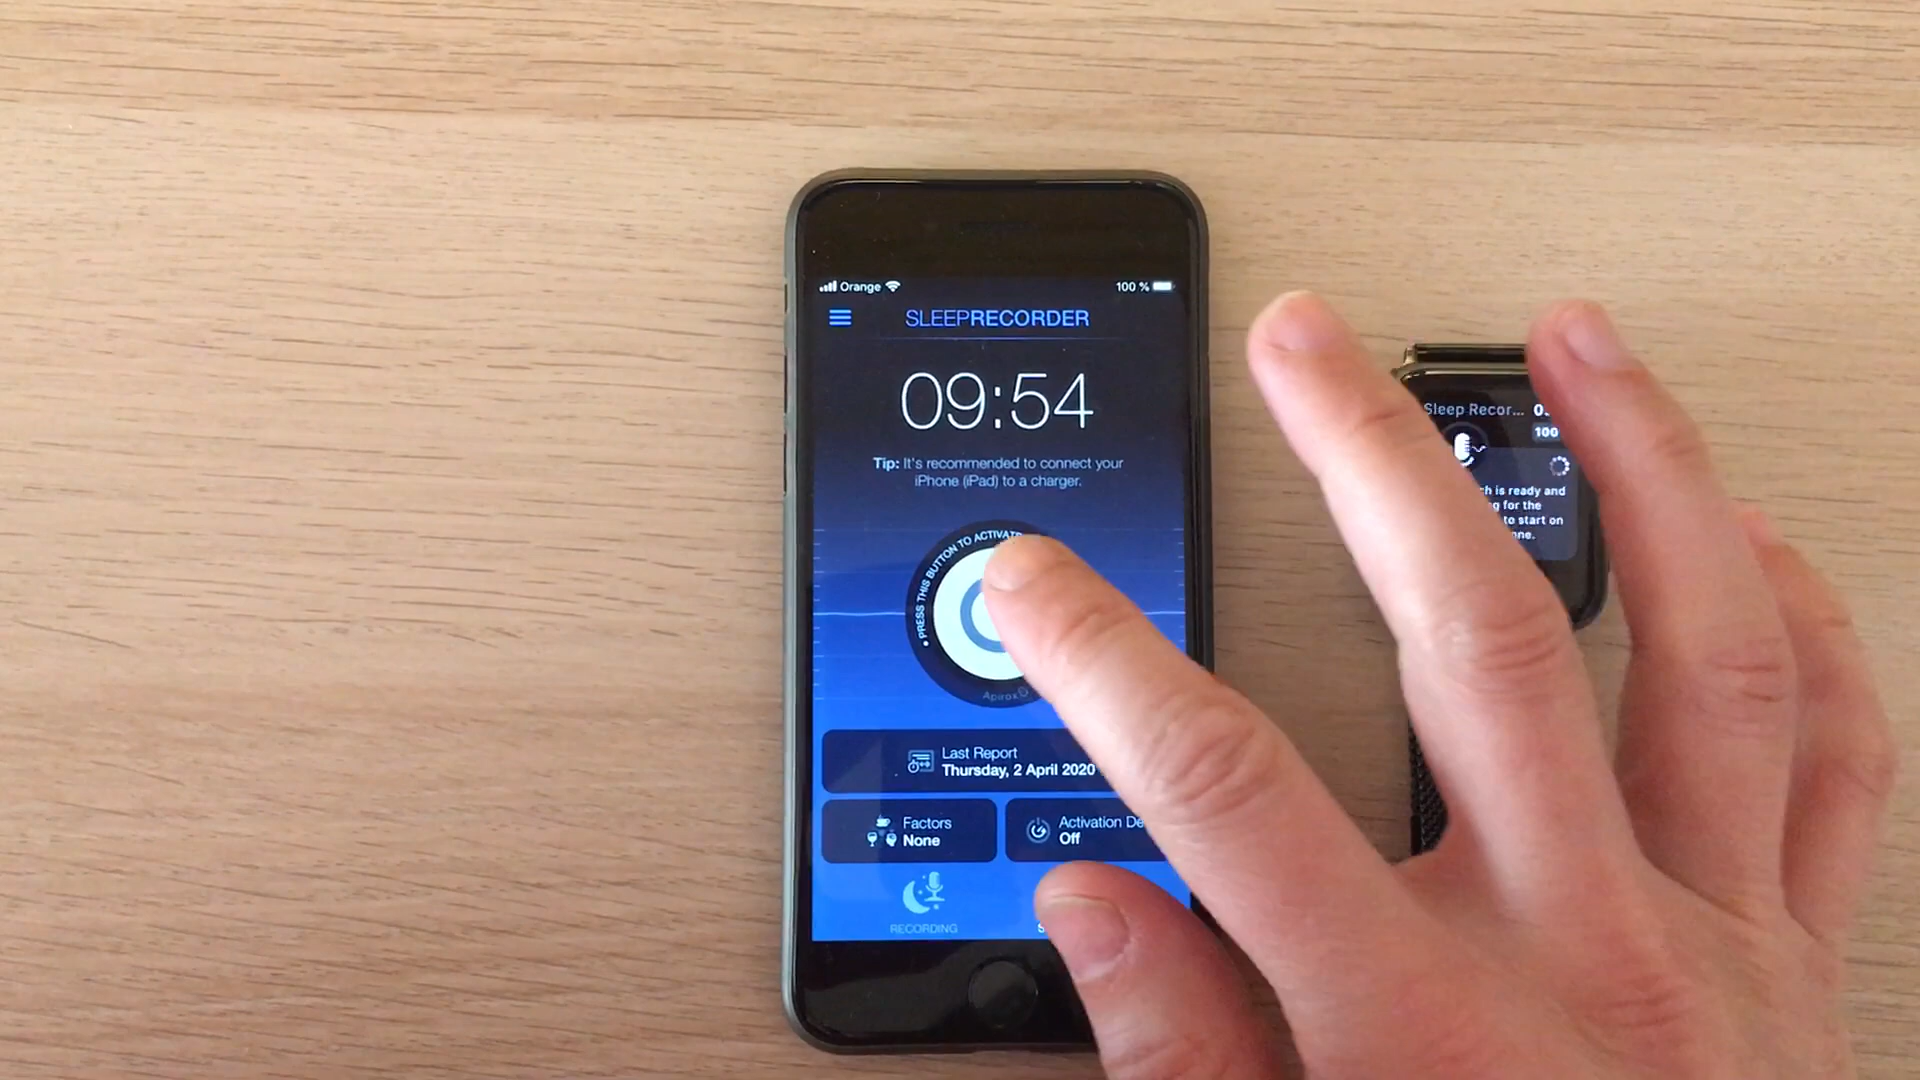 Orange
100 %
SLEEPRECORDER
09:54
Tip: It's recommended to connect your
iPhone (iPad) to a charger.
• PRESS THIS BUTTON TO ACTIVATE
Apirox
Last Report
Thursday, 2 April 2020
Factors
None
Activation De
Off
RECORDING
Sleep Recor...
100
is ready and
for the
to start on